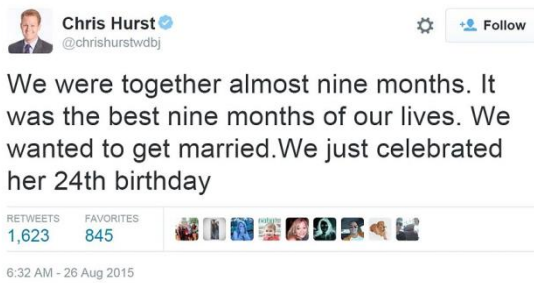 Chris Hurst
@chrishurstwdbj
Follow
We were together almost nine months. It
was the best nine months of our lives. We
wanted to get married.We just celebrated
her 24th birthday
RETWEETS FAVORITES
1,623 845
6:32 AM - 26 Aug 2015